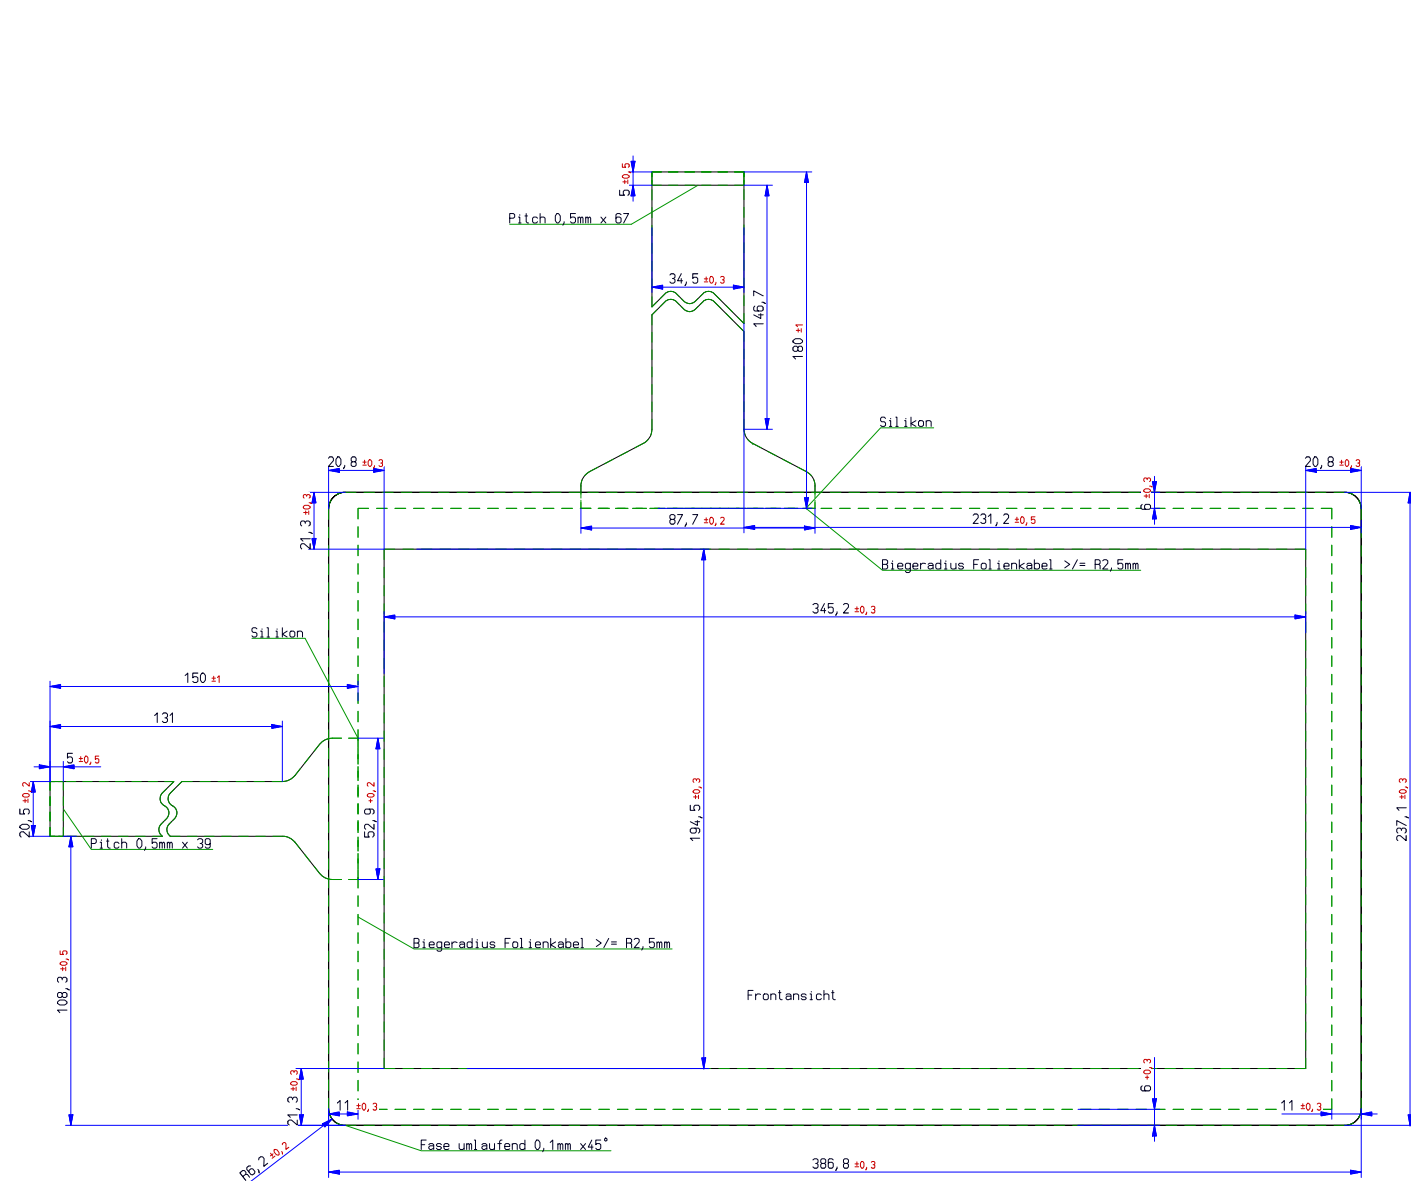 5 ±0,5
Pitch 0,5mm x 67
34,5 ±0,3
146,7
180 ±1
Silikon
20,8 ±0,3
20,8 ±0,3
21,3 ±0,3
6 ±0,3
87,7 ±0,2
231,2 ±0,5
Biegeradius Folienkabel >/= R2,5mm
345,2 ±0,3
Silikon
150 ±1
131
5 ±0,5
20,5 ±0,2
52,9 ±0,2
194,5 ±0,3
237,1 ±0,3
Pitch 0,5mm x 39
Biegeradius Folienkabel >/= R2,5mm
108,3 ±0,5
Frontansicht
21,3 ±0,3
6 ±0,3
11 ±0,3
11 ±0,3
R6,2 ±0,2
Fase umlaufend 0,1mm x45°
386,8 ±0,3